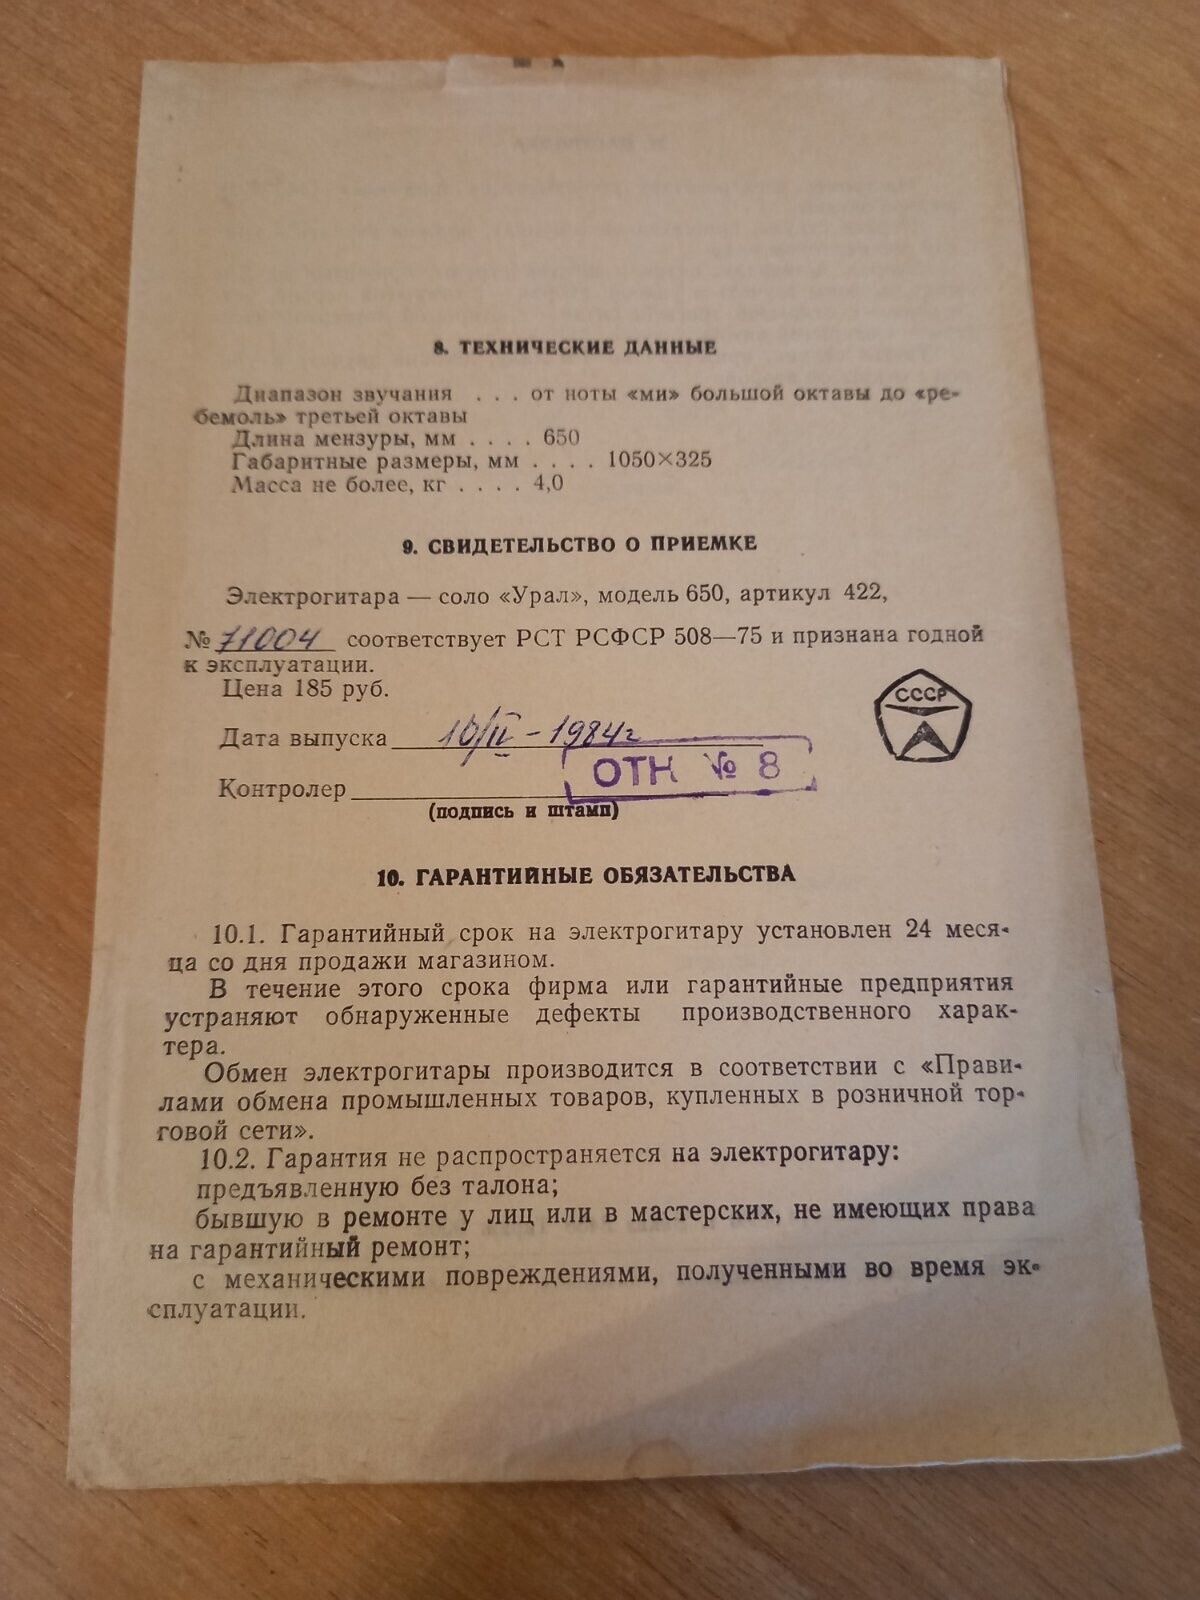 8. ТЕХНИЧЕСКИЕ ДАННЫЕ
Диапазон звучания . . . от ноты «ми» большой октавы до «ре-
бемоль» третьей октавы
Длина мензуры, мм . . . . 650
Габаритные размеры, мм . . . . 1050×325
Масса не более, кг . . . . 4,0
9. СВИДЕТЕЛЬСТВО О ПРИЕМКЕ
Электрогитара — соло «Урал», модель 650, артикул 422,
№ 71004 соответствует РСТ РСФСР 508—75 и признана годной
к эксплуатации.
Цена 185 руб.
СССР
Дата выпуска 10/II - 1984г
Контролер ОТК № 8
(подпись и штамп)
10. ГАРАНТИЙНЫЕ ОБЯЗАТЕЛЬСТВА
10.1. Гарантийный срок на электрогитару установлен 24 меся-
ца со дня продажи магазином.
В течение этого срока фирма или гарантийные предприятия
устраняют обнаруженные дефекты производственного харак-
тера.
Обмен электрогитары производится в соответствии с «Прави-
лами обмена промышленных товаров, купленных в розничной тор-
говой сети».
10.2. Гарантия не распространяется на электрогитару:
предъявленную без талона;
бывшую в ремонте у лиц или в мастерских, не имеющих права
на гарантийный ремонт;
с механическими повреждениями, полученными во время эк-
сплуатации.